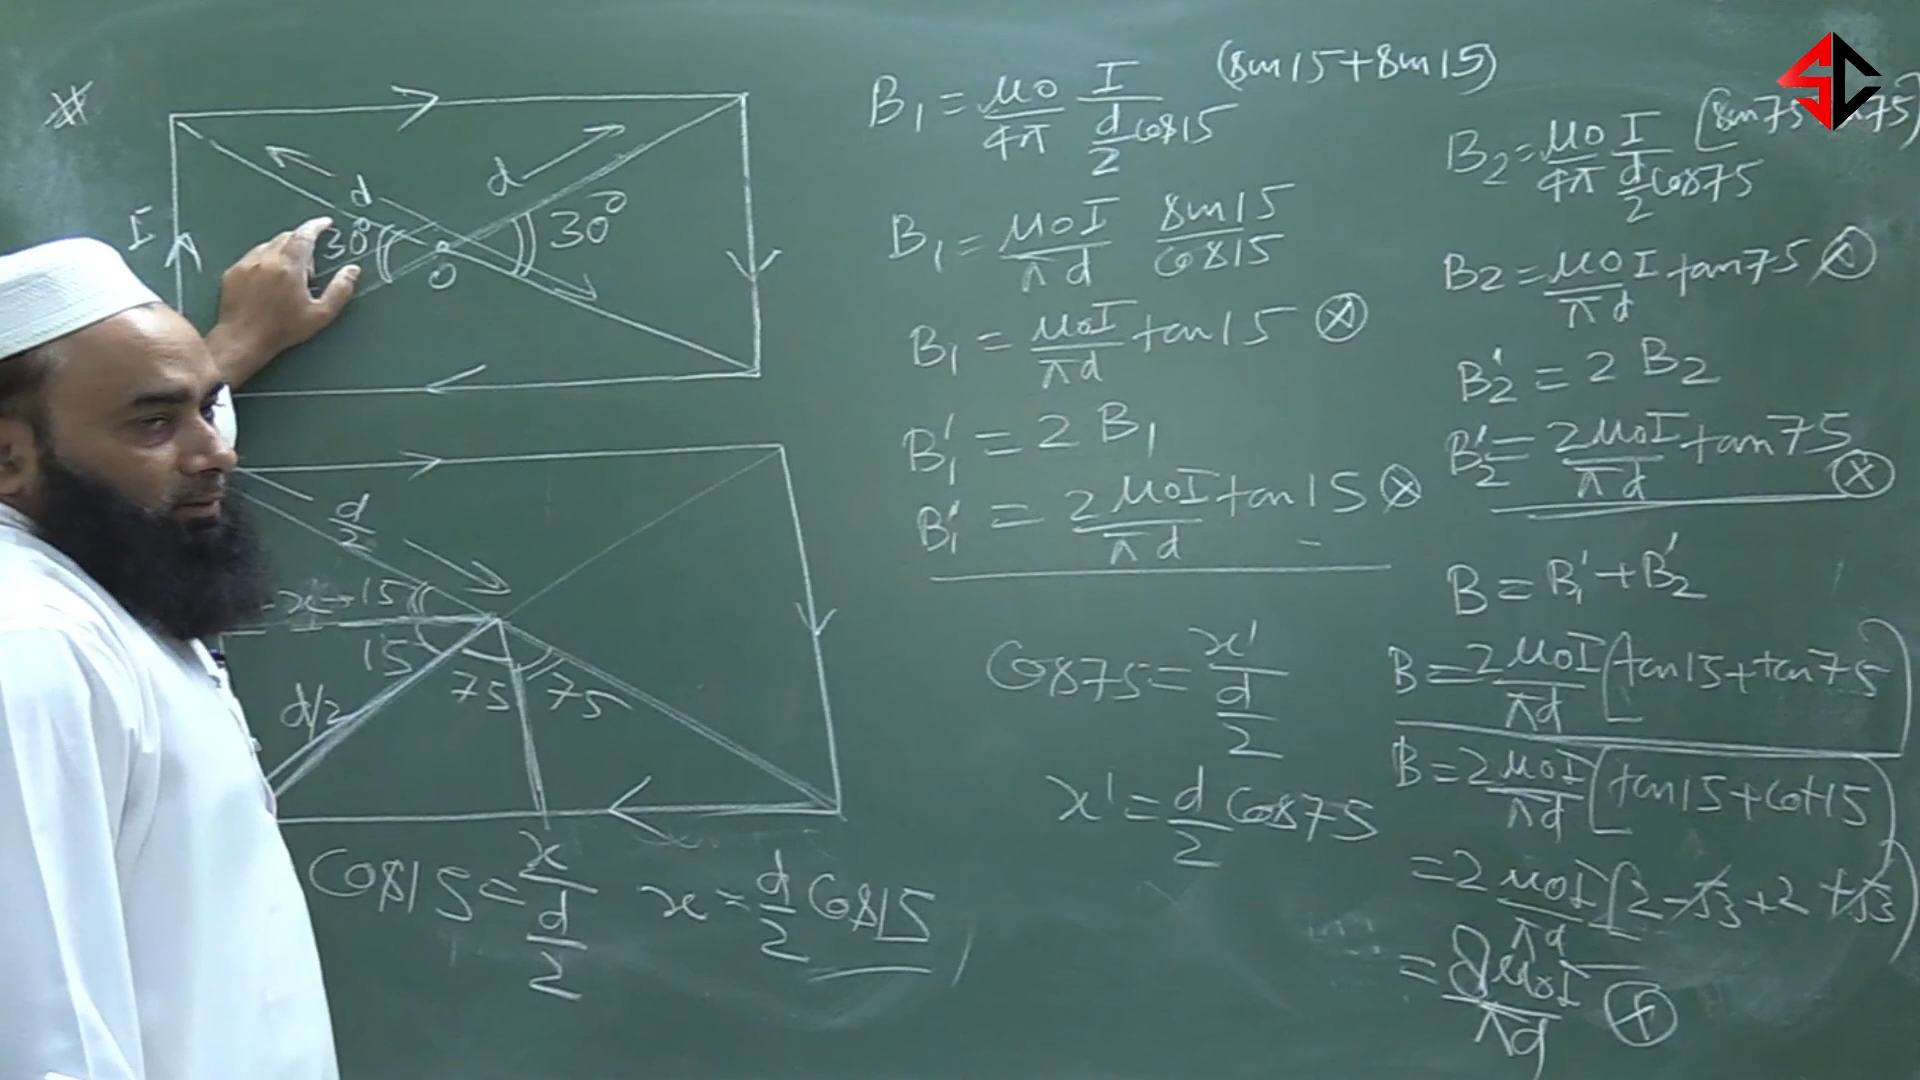 #
I
d
d
30°
30°
O
d/2
x
15
15
75
75
d/2
cos15 = x / (d/2)
x = d/2 cos15
B₁ = μ₀/4π I/(d/2 cos15) (sin15+sin15)
B₁ = μ₀I/πd sin15/cos15
B₁ = μ₀I/πd tan15 ⊗
B₁' = 2 B₁
B₁' = 2μ₀I/πd tan15 ⊗
cos75 = x'/(d/2)
x' = d/2 cos75
SC
B₂ = μ₀/4π I/(d/2 cos75) [sin75
B₂ = μ₀I/πd tan75 ⊗
B₂' = 2 B₂
B₂' = 2μ₀I/πd tan75 ⊗
B = B₁' + B₂'
B = 2μ₀I/πd [tan15+tan75]
B = 2μ₀I/πd [tan15+cot15]
= 2μ₀I/πd [2-√3+2+√3]
= 8μ₀I/πd ⊗